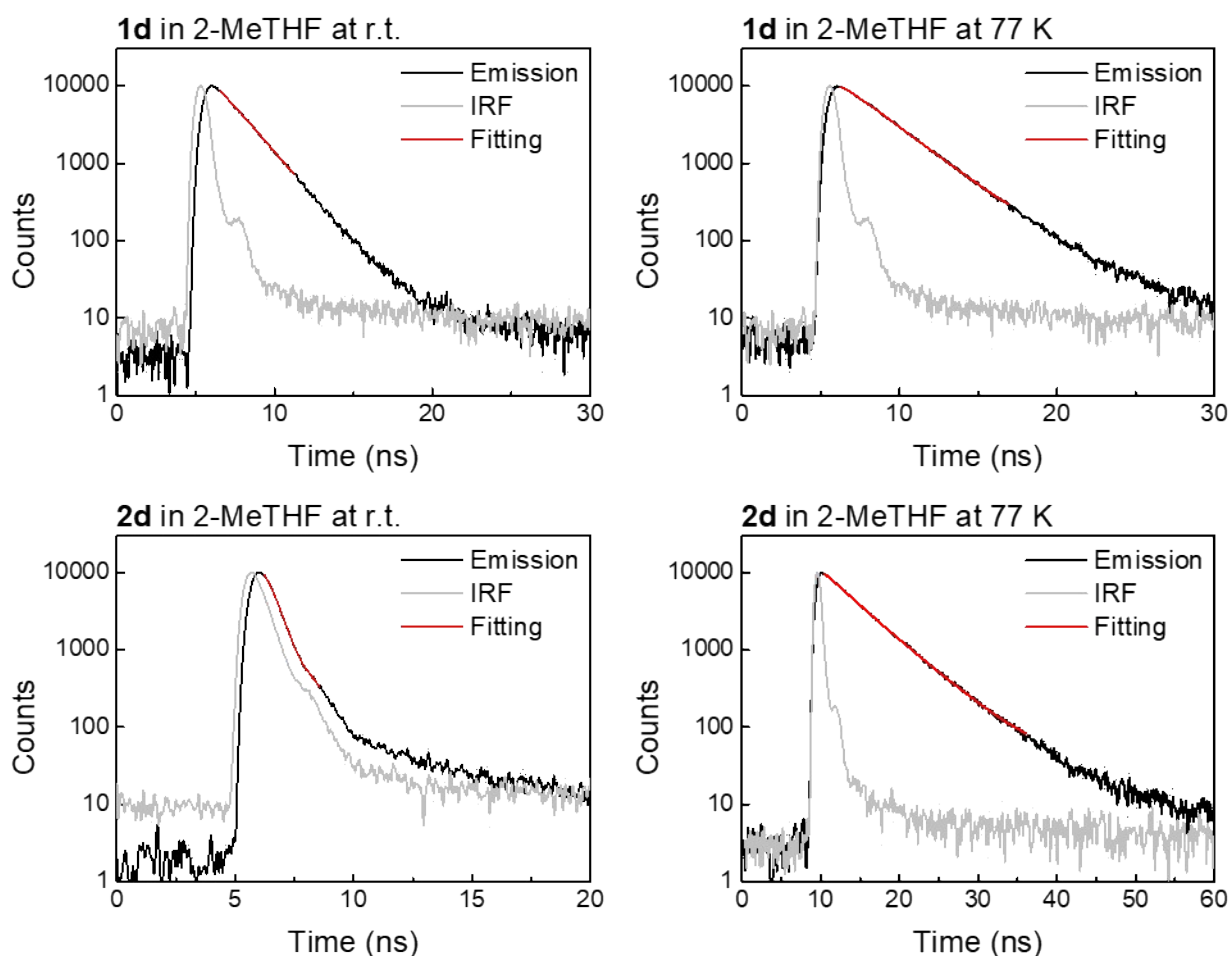 1d in 2-MeTHF at r.t.
Emission
IRF
Fitting
10000
1000
100
10
1
Counts
0 10 20 30
Time (ns)
1d in 2-MeTHF at 77 K
Emission
IRF
Fitting
10000
1000
100
10
1
Counts
0 10 20 30
Time (ns)
2d in 2-MeTHF at r.t.
Emission
IRF
Fitting
10000
1000
100
10
1
Counts
0 5 10 15 20
Time (ns)
2d in 2-MeTHF at 77 K
Emission
IRF
Fitting
10000
1000
100
10
1
Counts
0 10 20 30 40 50 60
Time (ns)